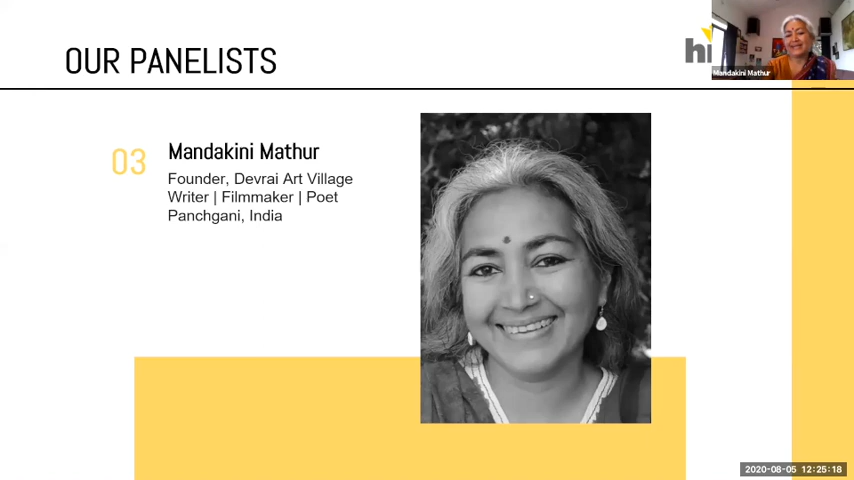 OUR PANELISTS
hi
Mandakini Mathur
03
Mandakini Mathur
Founder, Devrai Art Village
Writer | Filmmaker | Poet
Panchgani, India
2020-08-05 12:25:18